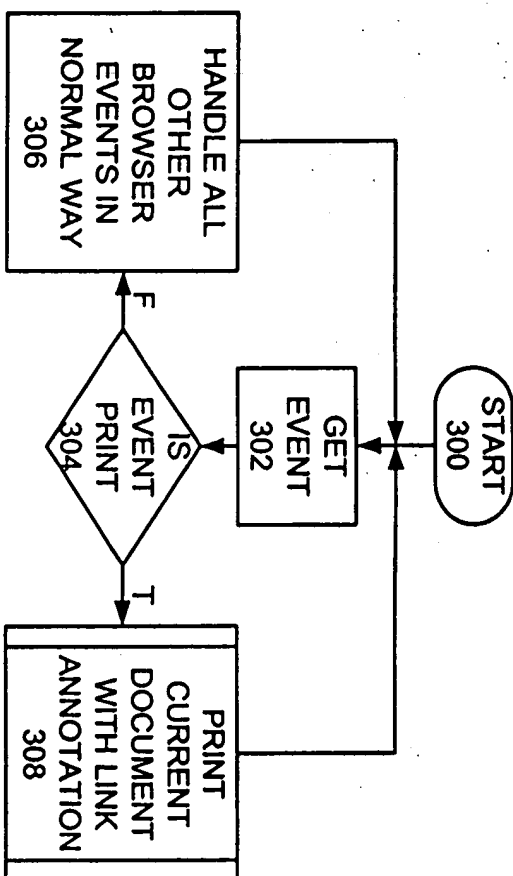 START
300
GET
EVENT
302
IS
EVENT
PRINT
304
F
T
HANDLE ALL
OTHER
BROWSER
EVENTS IN
NORMAL WAY
306
PRINT
CURRENT
DOCUMENT
WITH LINK
ANNOTATION
308